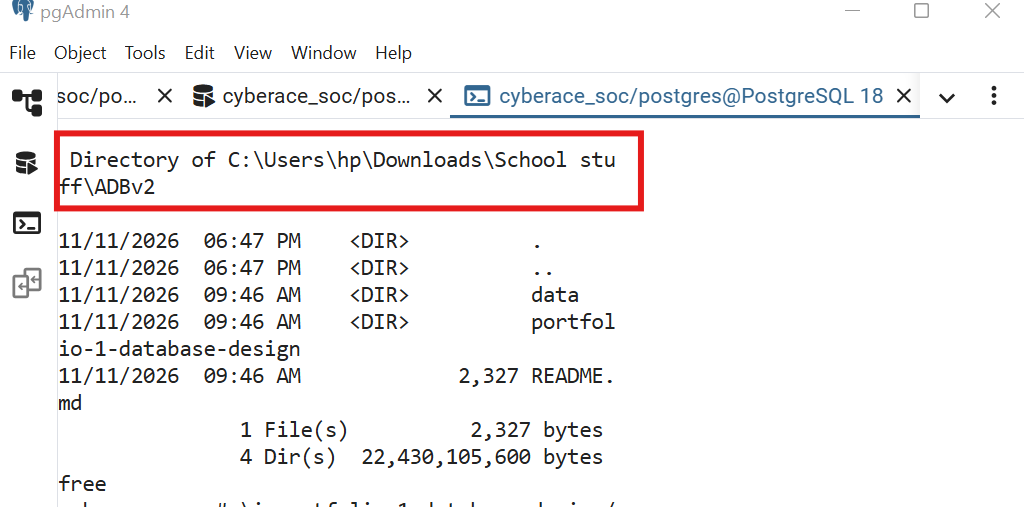 pgAdmin 4
File Object Tools Edit View Window Help
soc/po... cyberace_soc/pos... cyberace_soc/postgres@PostgreSQL 18
Directory of C:\Users\hp\Downloads\School stu
ff\ADBv2
11/11/2026 06:47 PM <DIR> .
11/11/2026 06:47 PM <DIR> ..
11/11/2026 09:46 AM <DIR> data
11/11/2026 09:46 AM <DIR> portfol
io-1-database-design
11/11/2026 09:46 AM 2,327 README.
md
1 File(s) 2,327 bytes
4 Dir(s) 22,430,105,600 bytes
free